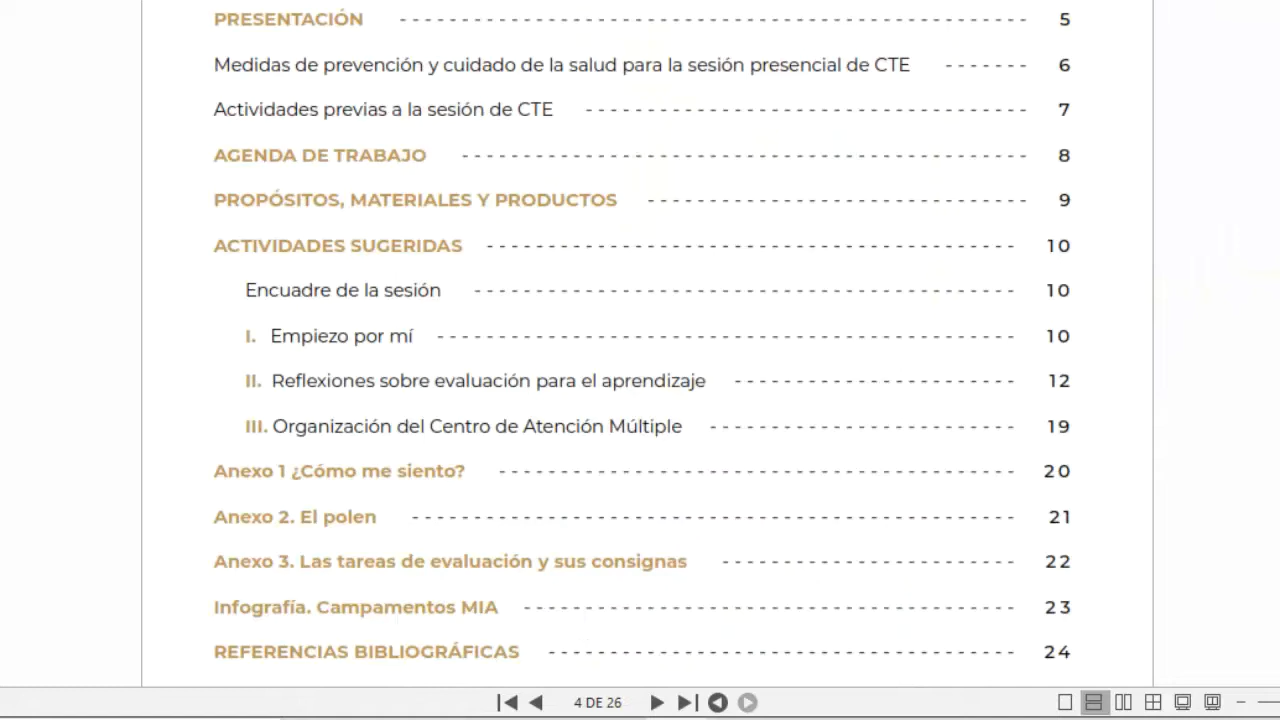 PRESENTACIÓN 5
Medidas de prevención y cuidado de la salud para la sesión presencial de CTE 6
Actividades previas a la sesión de CTE 7
AGENDA DE TRABAJO 8
PROPÓSITOS, MATERIALES Y PRODUCTOS 9
ACTIVIDADES SUGERIDAS 10
Encuadre de la sesión 10
I. Empiezo por mí 10
II. Reflexiones sobre evaluación para el aprendizaje 12
III. Organización del Centro de Atención Múltiple 19
Anexo 1 ¿Cómo me siento? 20
Anexo 2. El polen 21
Anexo 3. Las tareas de evaluación y sus consignas 22
Infografía. Campamentos MIA 23
REFERENCIAS BIBLIOGRÁFICAS 24
4 DE 26